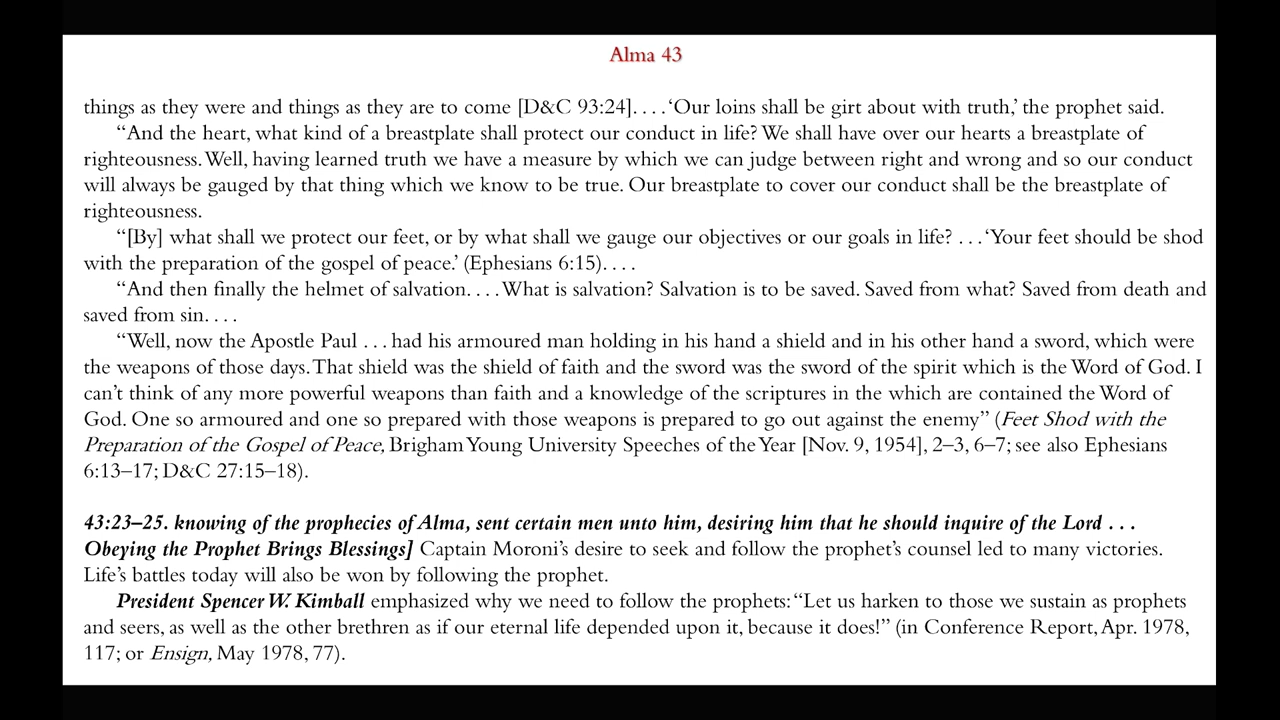 Alma 43
things as they were and things as they are to come [D&C 93:24]. . . . ‘Our loins shall be girt about with truth,’ the prophet said.
“And the heart, what kind of a breastplate shall protect our conduct in life? We shall have over our hearts a breastplate of
righteousness. Well, having learned truth we have a measure by which we can judge between right and wrong and so our conduct
will always be gauged by that thing which we know to be true. Our breastplate to cover our conduct shall be the breastplate of
righteousness.
“[By] what shall we protect our feet, or by what shall we gauge our objectives or our goals in life? . . . ‘Your feet should be shod
with the preparation of the gospel of peace.’ (Ephesians 6:15). . . .
“And then finally the helmet of salvation. . . . What is salvation? Salvation is to be saved. Saved from what? Saved from death and
saved from sin. . . .
“Well, now the Apostle Paul . . . had his armoured man holding in his hand a shield and in his other hand a sword, which were
the weapons of those days. That shield was the shield of faith and the sword was the sword of the spirit which is the Word of God. I
can’t think of any more powerful weapons than faith and a knowledge of the scriptures in the which are contained the Word of
God. One so armoured and one so prepared with those weapons is prepared to go out against the enemy” (Feet Shod with the
Preparation of the Gospel of Peace, Brigham Young University Speeches of the Year [Nov. 9, 1954], 2–3, 6–7; see also Ephesians
6:13–17; D&C 27:15–18).
43:23–25. knowing of the prophecies of Alma, sent certain men unto him, desiring him that he should inquire of the Lord . . .
Obeying the Prophet Brings Blessings] Captain Moroni’s desire to seek and follow the prophet’s counsel led to many victories.
Life’s battles today will also be won by following the prophet.
President Spencer W. Kimball emphasized why we need to follow the prophets: “Let us harken to those we sustain as prophets
and seers, as well as the other brethren as if our eternal life depended upon it, because it does!” (in Conference Report, Apr. 1978,
117; or Ensign, May 1978, 77).